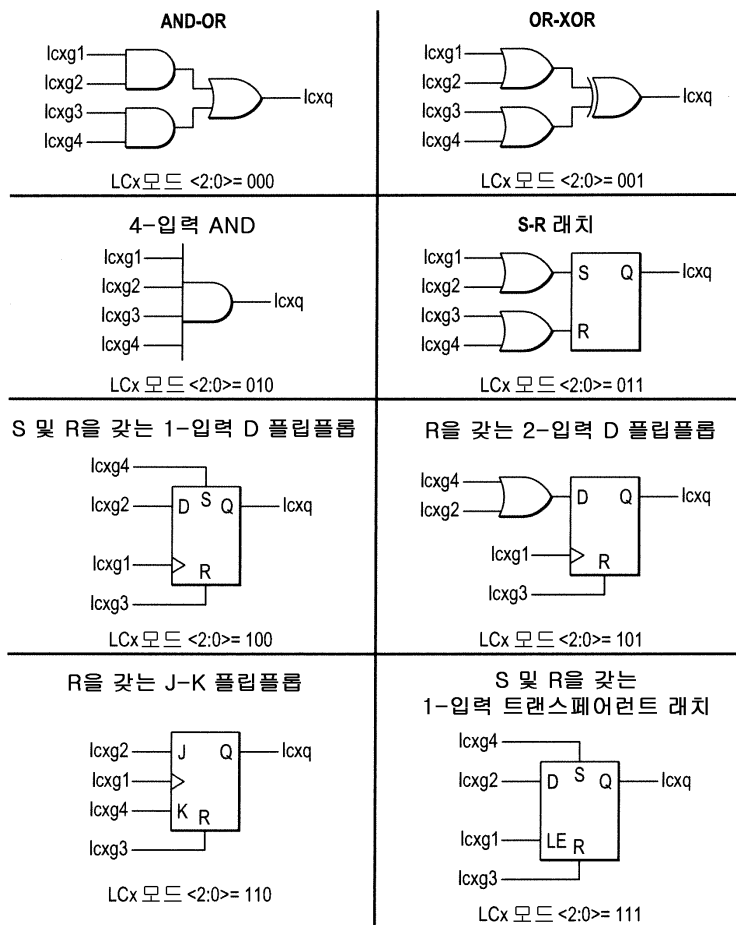 AND-OR
lcxg1
lcxg2
lcxg3
lcxg4
lcxq
LCx 모드 <2:0>= 000
OR-XOR
lcxg1
lcxg2
lcxg3
lcxg4
lcxq
LCx 모드 <2:0>= 001
4-입력 AND
lcxg1
lcxg2
lcxg3
lcxg4
lcxq
LCx 모드 <2:0>= 010
S-R 래치
lcxg1
lcxg2
lcxg3
lcxg4
S Q
R
lcxq
LCx 모드 <2:0>= 011
S 및 R을 갖는 1-입력 D 플립플롭
lcxg4
lcxg2
D S Q
lcxq
lcxg1
R
lcxg3
LCx 모드 <2:0>= 100
R을 갖는 2-입력 D 플립플롭
lcxg4
lcxg2
D Q
lcxq
lcxg1
R
lcxg3
LCx 모드 <2:0>= 101
R을 갖는 J-K 플립플롭
lcxg2
J Q
lcxq
lcxg1
lcxg4
K R
lcxg3
LCx 모드 <2:0>= 110
S 및 R을 갖는
1-입력 트랜스페어런트 래치
lcxg4
lcxg2
D S Q
lcxq
lcxg1
LE R
lcxg3
LCx 모드 <2:0>= 111